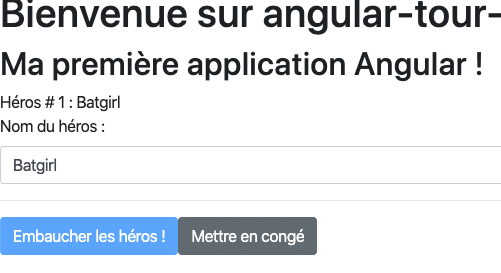 Bienvenue sur angular-tour-
Ma première application Angular !
Héros # 1 : Batgirl
Nom du héros :
Batgirl
Embaucher les héros ! Mettre en congé